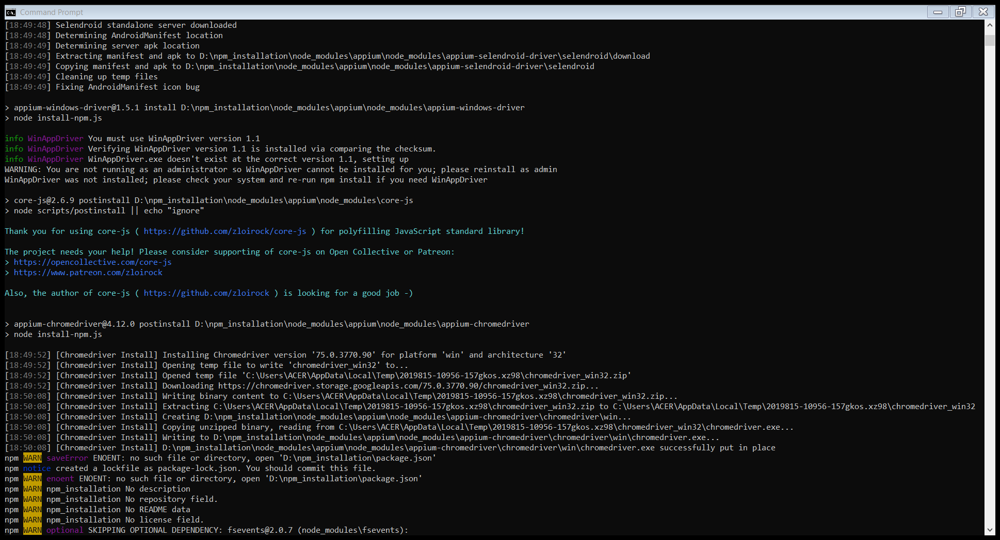 Command Prompt
[18:49:48] Selendroid standalone server downloaded
[18:49:48] Determining AndroidManifest location
[18:49:49] Determining server apk location
[18:49:49] Extracting manifest and apk to D:\npm_installation\node_modules\appium\node_modules\appium-selendroid-driver\selendroid\download
[18:49:49] Copying manifest and apk to D:\npm_installation\node_modules\appium\node_modules\appium-selendroid-driver\selendroid
[18:49:49] Cleaning up temp files
[18:49:49] Fixing AndroidManifest icon bug
> appium-windows-driver@1.5.1 install D:\npm_installation\node_modules\appium\node_modules\appium-windows-driver
> node install-npm.js
info WinAppDriver You must use WinAppDriver version 1.1
info WinAppDriver Verifying WinAppDriver version 1.1 is installed via comparing the checksum.
info WinAppDriver WinAppDriver.exe doesn't exist at the correct version 1.1, setting up
WARNING: You are not running as an administrator so WinAppDriver cannot be installed for you; please reinstall as admin
WinAppDriver was not installed; please check your system and re-run npm install if you need WinAppDriver
> core-js@2.6.9 postinstall D:\npm_installation\node_modules\appium\node_modules\core-js
> node scripts/postinstall || echo "ignore"
Thank you for using core-js ( https://github.com/zloirock/core-js ) for polyfilling JavaScript standard library!
The project needs your help! Please consider supporting of core-js on Open Collective or Patreon:
> https://opencollective.com/core-js
> https://www.patreon.com/zloirock
Also, the author of core-js ( https://github.com/zloirock ) is looking for a good job -)
> appium-chromedriver@4.12.0 postinstall D:\npm_installation\node_modules\appium\node_modules\appium-chromedriver
> node install-npm.js
[18:49:52] [Chromedriver Install] Installing Chromedriver version '75.0.3770.90' for platform 'win' and architecture '32'
[18:49:52] [Chromedriver Install] Opening temp file to write 'chromedriver_win32' to...
[18:49:52] [Chromedriver Install] Opened temp file 'C:\Users\ACER\AppData\Local\Temp\2019815-10956-157gkos.xz98\chromedriver_win32.zip'
[18:49:52] [Chromedriver Install] Downloading https://chromedriver.storage.googleapis.com/75.0.3770.90/chromedriver_win32.zip...
[18:50:08] [Chromedriver Install] Writing binary content to C:\Users\ACER\AppData\Local\Temp\2019815-10956-157gkos.xz98\chromedriver_win32.zip...
[18:50:08] [Chromedriver Install] Extracting C:\Users\ACER\AppData\Local\Temp\2019815-10956-157gkos.xz98\chromedriver_win32.zip to C:\Users\ACER\AppData\Local\Temp\2019815-10956-157gkos.xz98\chromedriver_win32
[18:50:08] [Chromedriver Install] Creating D:\npm_installation\node_modules\appium\node_modules\appium-chromedriver\chromedriver\win...
[18:50:08] [Chromedriver Install] Copying unzipped binary, reading from C:\Users\ACER\AppData\Local\Temp\2019815-10956-157gkos.xz98\chromedriver_win32\chromedriver.exe...
[18:50:08] [Chromedriver Install] Writing to D:\npm_installation\node_modules\appium\node_modules\appium-chromedriver\chromedriver\win\chromedriver.exe...
[18:50:08] [Chromedriver Install] D:\npm_installation\node_modules\appium\node_modules\appium-chromedriver\chromedriver\win\chromedriver.exe successfully put in place
npm WARN saveError ENOENT: no such file or directory, open 'D:\npm_installation\package.json'
npm notice created a lockfile as package-lock.json. You should commit this file.
npm WARN enoent ENOENT: no such file or directory, open 'D:\npm_installation\package.json'
npm WARN npm_installation No description
npm WARN npm_installation No repository field.
npm WARN npm_installation No README data
npm WARN npm_installation No license field.
npm WARN optional SKIPPING OPTIONAL DEPENDENCY: fsevents@2.0.7 (node_modules\fsevents):